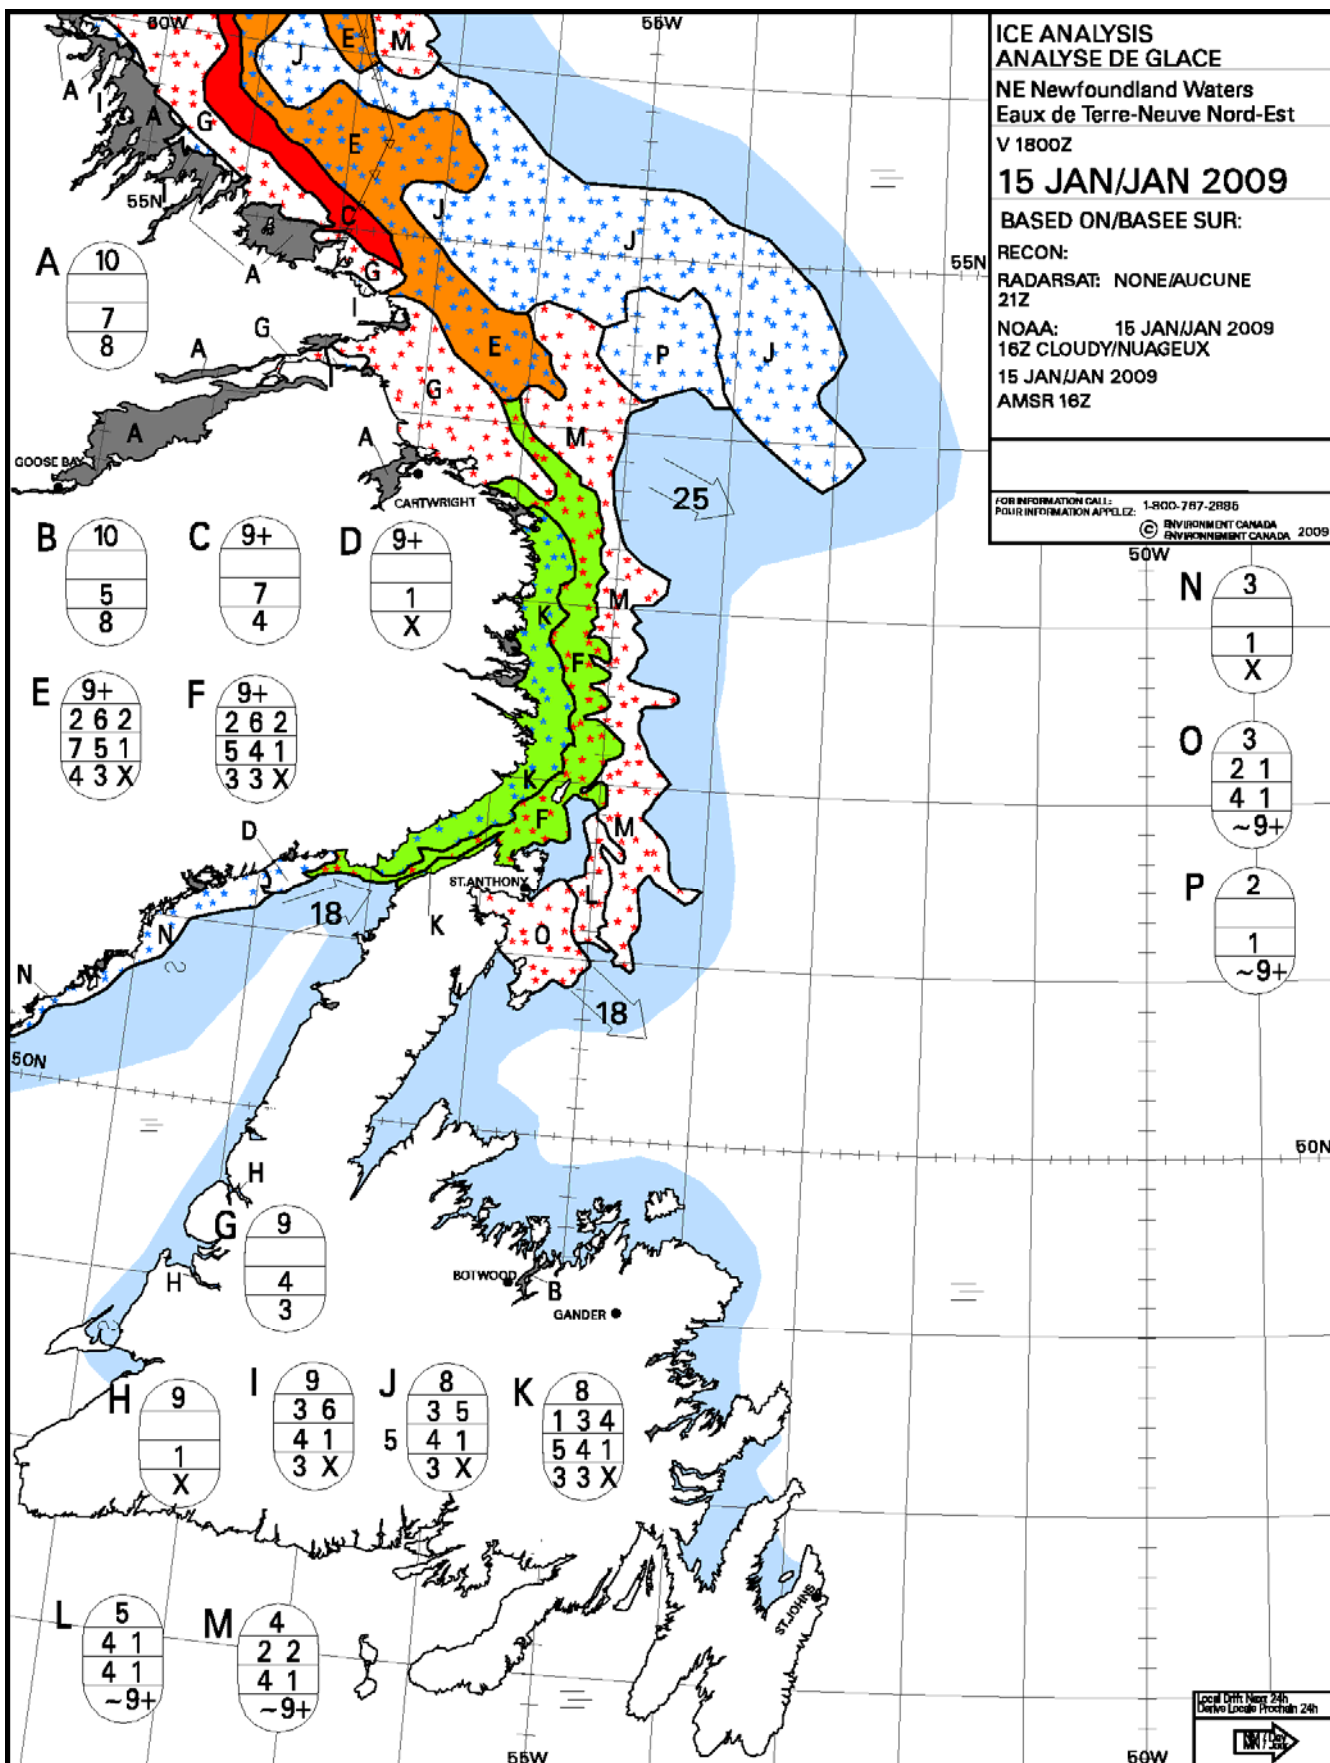 ICE ANALYSIS
ANALYSE DE GLACE
NE Newfoundland Waters
Eaux de Terre-Neuve Nord-Est
V 1800Z
15 JAN/JAN 2009
BASED ON/BASEE SUR:
RECON:
RADARSAT: NONE/AUCUNE
21Z
NOAA: 15 JAN/JAN 2009
16Z CLOUDY/NUAGEUX
15 JAN/JAN 2009
AMSR 16Z
FOR INFORMATION CALL: 1-800-767-2885
POUR INFORMATION APPELEZ:
© ENVIRONMENT CANADA
ENVIRONNEMENT CANADA 2009
60W 55W
E M
J
A I A G
E
55N
J J
C
A
G
A
55N
I
G
E P J
A
G
M
A
A
GOOSE BAY
CARTWRIGHT
25
50W
M
K
F
K
F
M
D
ST.ANTHONY
L
18
K
O
N
N
18
50N
50N
H
H
BOTWOOD
B
GANDER
ST.JOHNS
A
10
7
8
B
10
5
8
C
9+
7
4
D
9+
1
X
E
9+
2 6 2
7 5 1
4 3 X
F
9+
2 6 2
5 4 1
3 3 X
N
3
1
X
O
3
2 1
4 1
~9+
P
2
1
~9+
G
9
4
3
H
9
1
X
I
9
3 6
4 1
3 X
J
8
3 5
5 4 1
3 X
K
8
1 3 4
5 4 1
3 3 X
L
5
4 1
4 1
~9+
M
4
2 2
4 1
~9+
55W
50W
Local Drift Next 24h
Derive Locale Prochain 24h